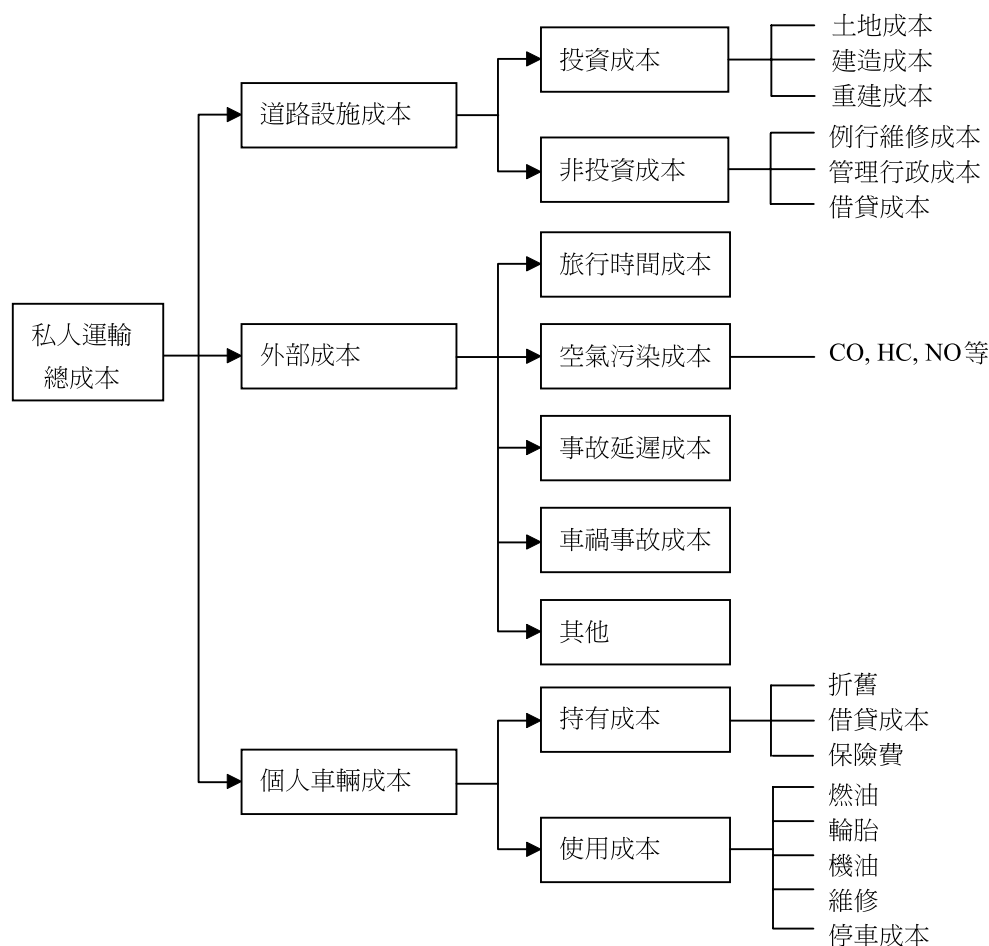 私人運輸
總成本
道路設施成本
投資成本
土地成本
建造成本
重建成本
非投資成本
例行維修成本
管理行政成本
借貸成本
外部成本
旅行時間成本
空氣污染成本
CO, HC, NO等
事故延遲成本
車禍事故成本
其他
個人車輛成本
持有成本
折舊
借貸成本
保險費
使用成本
燃油
輪胎
機油
維修
停車成本